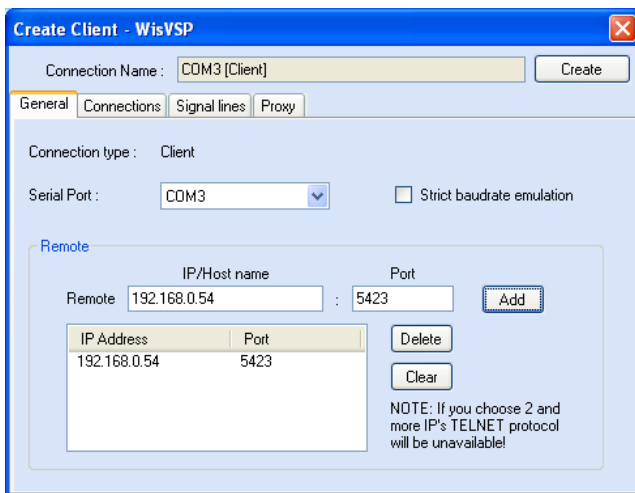 Create Client - WisVSP
Connection Name : COM3 [Client] Create
General Connections Signal lines Proxy
Connection type : Client
Serial Port : COM3 Strict baudrate emulation
Remote
IP/Host name Port
Remote 192.168.0.54 : 5423 Add
IP Address Port Delete
192.168.0.54 5423
Clear
NOTE: If you choose 2 and
more IP's TELNET protocol
will be unavailable!